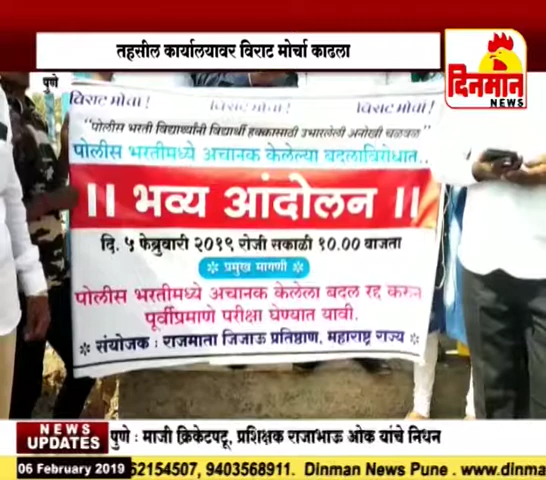 तहसील कार्यालयावर विराट मोर्चा काढला
दिनमान
NEWS
पुणे
विराट मोर्चा! विराट मोर्चा! विराट मोर्चा!
"पोलीस भरती विद्यार्थ्यांनी विद्यार्थी हक्कासाठी उभारलेली अनोखी चळवळ"
पोलीस भरतीमध्ये अचानक केलेल्या बदलाविरोधात..
।। भव्य आंदोलन ।।
दि. ५ फेब्रुवारी २०१९ रोजी सकाळी १०.०० वाजता
* प्रमुख मागणी *
पोलीस भरतीमध्ये अचानक केलेला बदल रद्द करुन
पूर्वीप्रमाणे परीक्षा घेण्यात यावी.
* संयोजक : राजमाता जिजाऊ प्रतिष्ठाण, महाराष्ट्र राज्य *
NEWS UPDATES
पुणे : माजी क्रिकेटपटू, प्रशिक्षक राजाभाऊ ओक यांचे निधन
06 February 2019 62154507, 9403568911. Dinman News Pune . www.dinma